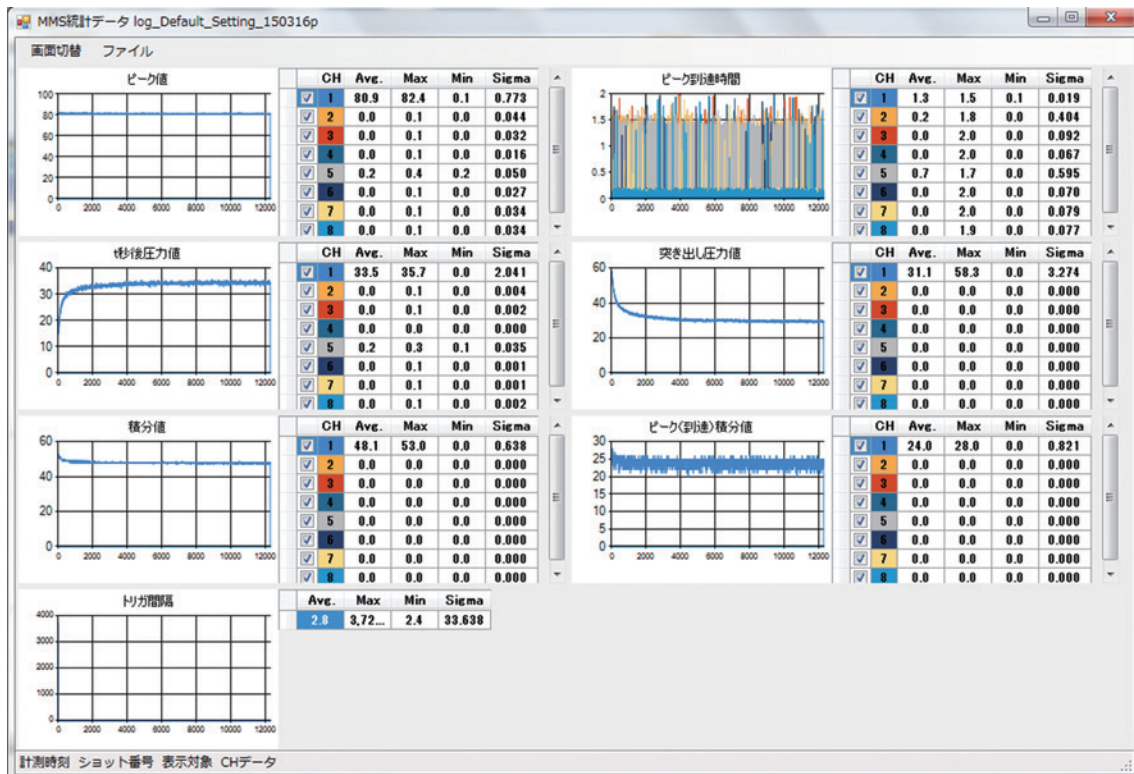 MMS統計データ log_Default_Setting_150316p
画面切替 ファイル
ピーク値
100
80
60
40
20
0
0 2000 4000 6000 8000 10000 12000
CH Avg. Max Min Sigma
1 80.9 82.4 0.1 0.773
2 0.0 0.1 0.0 0.044
3 0.0 0.1 0.0 0.032
4 0.0 0.1 0.0 0.016
5 0.2 0.4 0.2 0.050
6 0.0 0.1 0.0 0.027
7 0.0 0.1 0.0 0.034
8 0.0 0.1 0.0 0.034
ピーク到達時間
2
1.5
1
0.5
0
0 2000 4000 6000 8000 10000 12000
CH Avg. Max Min Sigma
1 1.3 1.5 0.1 0.019
2 0.2 1.8 0.0 0.404
3 0.0 2.0 0.0 0.092
4 0.0 2.0 0.0 0.067
5 0.7 1.7 0.0 0.595
6 0.0 2.0 0.0 0.070
7 0.0 2.0 0.0 0.079
8 0.0 1.9 0.0 0.077
t秒後圧力値
40
30
20
10
0
0 2000 4000 6000 8000 10000 12000
CH Avg. Max Min Sigma
1 33.5 35.7 0.0 2.041
2 0.0 0.1 0.0 0.004
3 0.0 0.1 0.0 0.002
4 0.0 0.0 0.0 0.000
5 0.2 0.3 0.1 0.035
6 0.0 0.1 0.0 0.001
7 0.0 0.1 0.0 0.001
8 0.0 0.1 0.0 0.002
突き出し圧力値
60
40
20
0
0 2000 4000 6000 8000 10000 12000
CH Avg. Max Min Sigma
1 31.1 58.3 0.0 3.274
2 0.0 0.0 0.0 0.000
3 0.0 0.0 0.0 0.000
4 0.0 0.0 0.0 0.000
5 0.0 0.0 0.0 0.000
6 0.0 0.0 0.0 0.000
7 0.0 0.0 0.0 0.000
8 0.0 0.0 0.0 0.000
積分値
60
40
20
0
0 2000 4000 6000 8000 10000 12000
CH Avg. Max Min Sigma
1 48.1 53.0 0.0 0.638
2 0.0 0.0 0.0 0.000
3 0.0 0.0 0.0 0.000
4 0.0 0.0 0.0 0.000
5 0.0 0.0 0.0 0.000
6 0.0 0.0 0.0 0.000
7 0.0 0.0 0.0 0.000
8 0.0 0.0 0.0 0.000
ピーク(到達)積分値
30
25
20
15
10
5
0
0 2000 4000 6000 8000 10000 12000
CH Avg. Max Min Sigma
1 24.0 28.0 0.0 0.821
2 0.0 0.0 0.0 0.000
3 0.0 0.0 0.0 0.000
4 0.0 0.0 0.0 0.000
5 0.0 0.0 0.0 0.000
6 0.0 0.0 0.0 0.000
7 0.0 0.0 0.0 0.000
8 0.0 0.0 0.0 0.000
トリガ間隔
4000
3000
2000
1000
0
0 2000 4000 6000 8000 10000 12000
Avg. Max Min Sigma
2.8 3,72... 2.4 33.638
計測時刻 ショット番号 表示対象 CHデータ